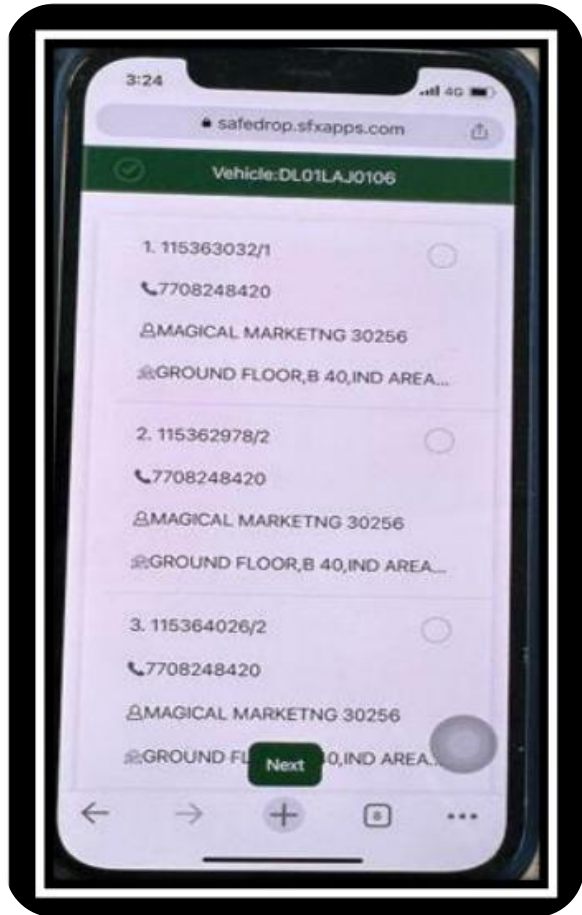 3:24
4G
safedrop.sfxapps.com
Vehicle:DL01LAJ0106
1. 115363032/1
7708248420
MAGICAL MARKETNG 30256
GROUND FLOOR,B 40,IND AREA...
2. 115362978/2
7708248420
MAGICAL MARKETNG 30256
GROUND FLOOR,B 40,IND AREA...
3. 115364026/2
7708248420
MAGICAL MARKETNG 30256
GROUND FL 0,IND AREA...
Next